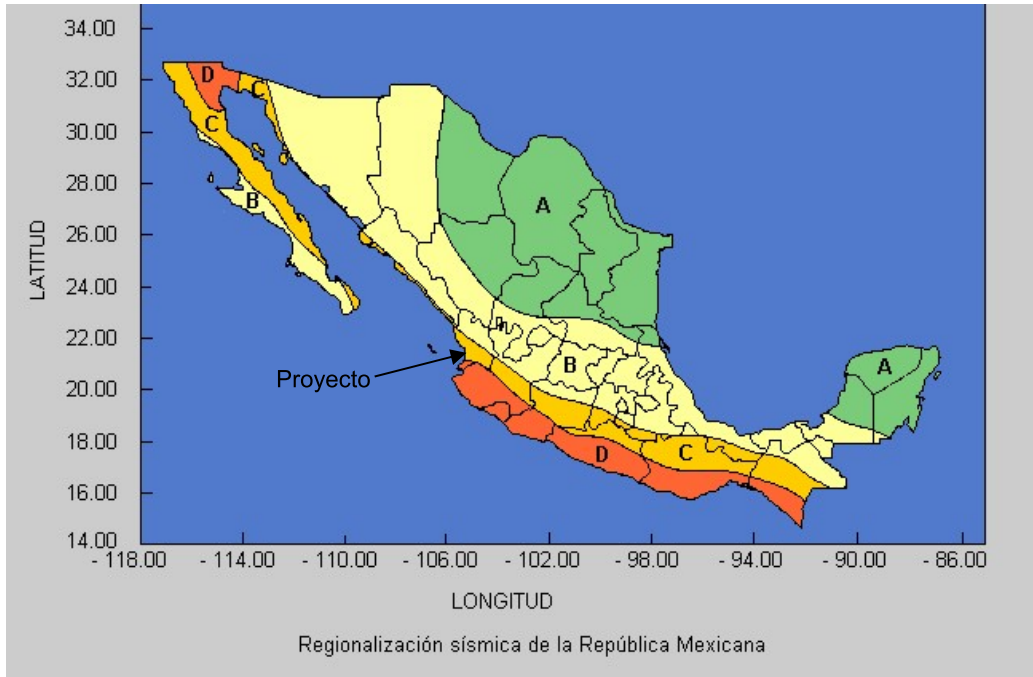 34.00
32.00
30.00
28.00
26.00
24.00
22.00
20.00
18.00
16.00
14.00
LATITUD
D
C
C
B
A
B
A
Proyecto
D
C
- 118.00 - 114.00 - 110.00 - 106.00 - 102.00 - 98.00 - 94.00 - 90.00 - 86.00
LONGITUD
Regionalización sísmica de la República Mexicana